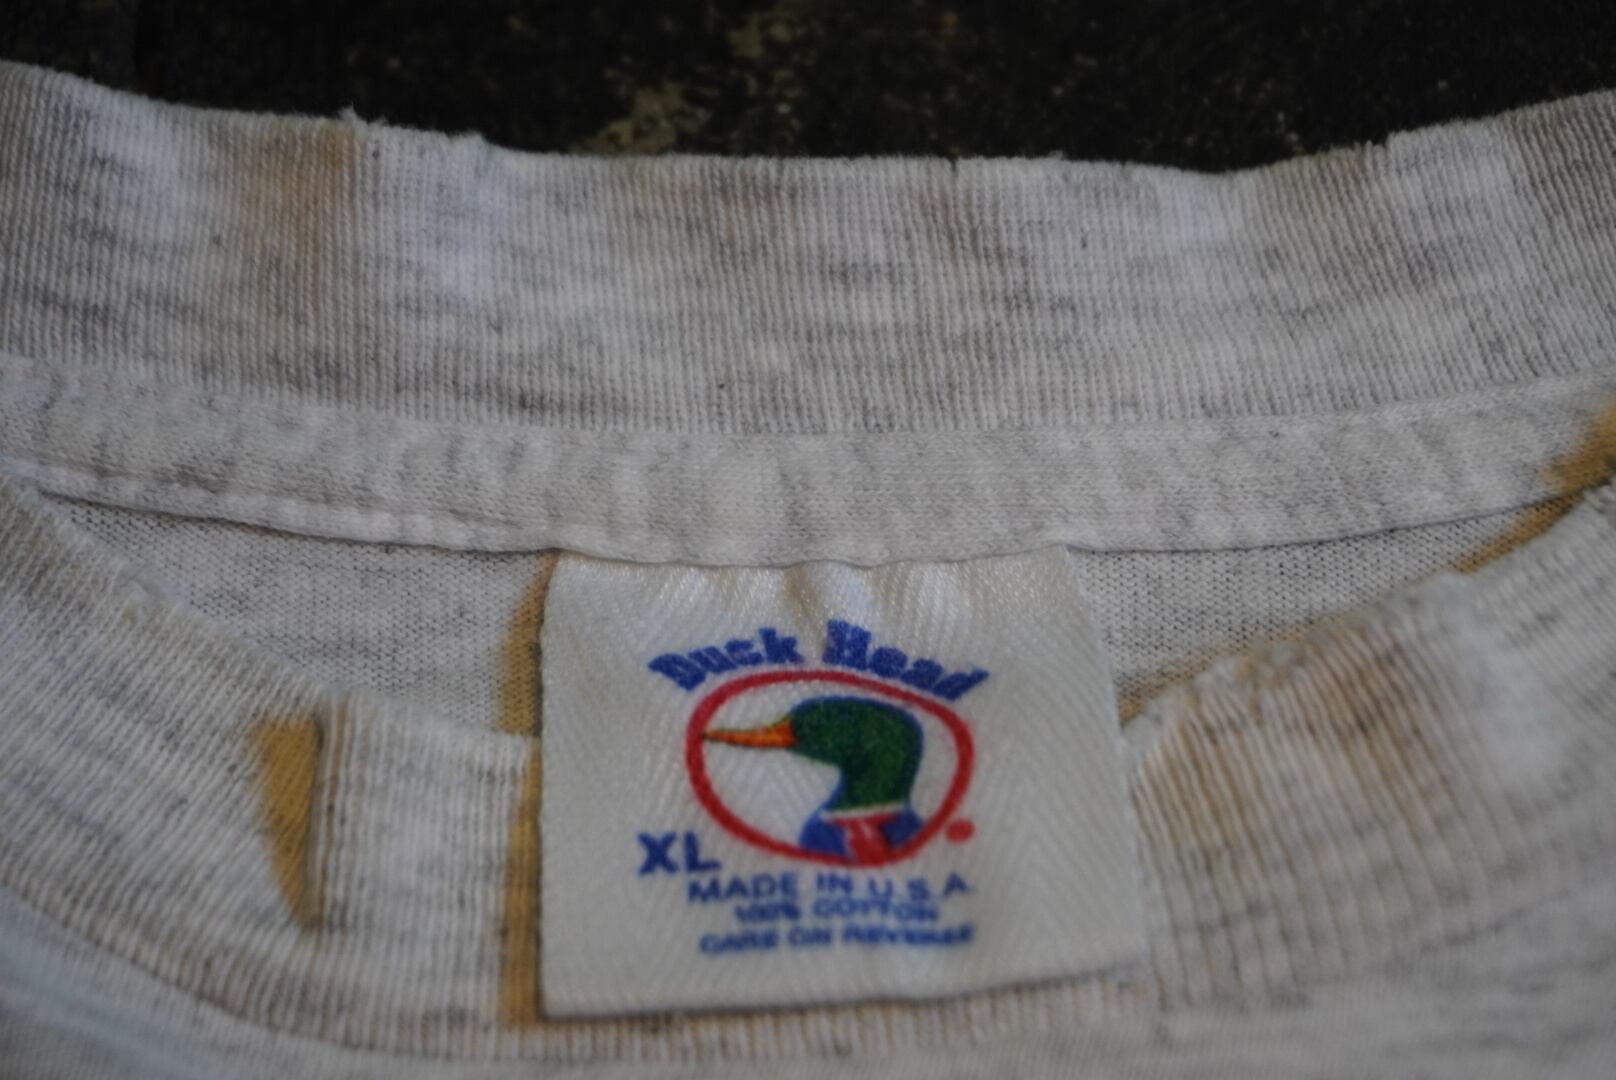 Duck Head
XL
MADE IN U.S.A.
100% COTTON
CARE ON REVERSE